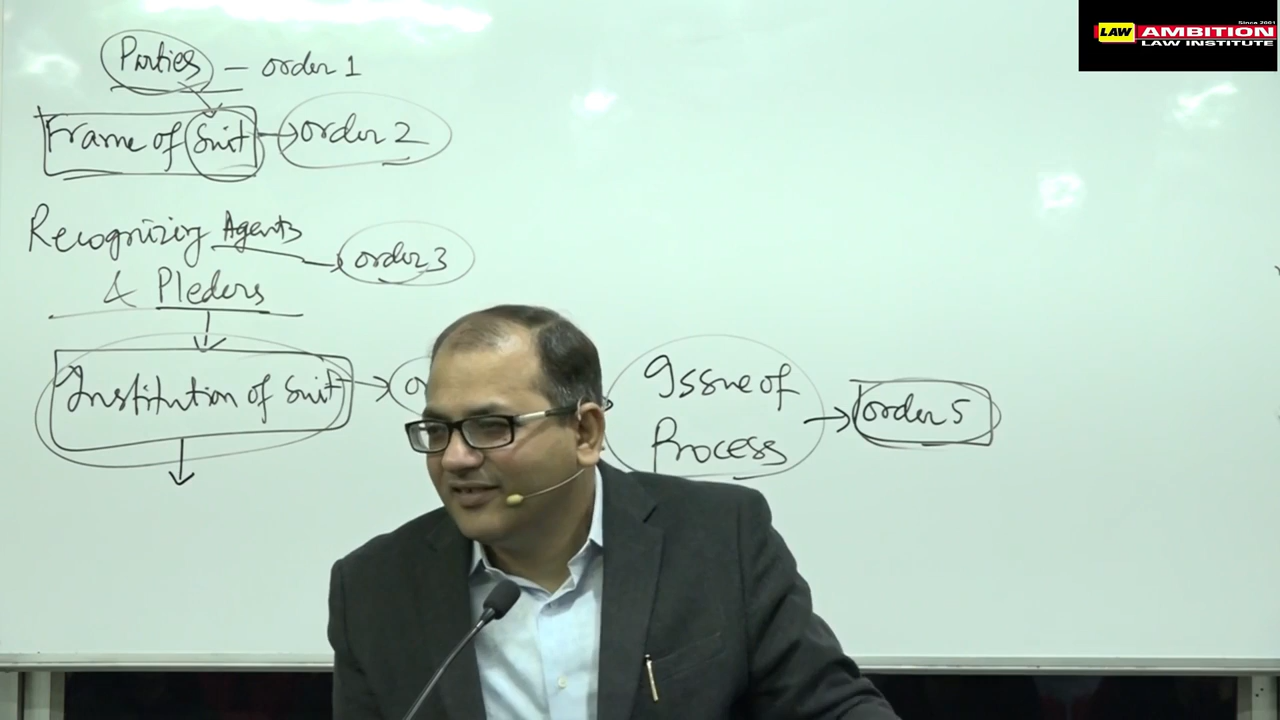 Since 2001
LAW AMBITION
LAW INSTITUTE
Parties - order 1
Frame of Suit order 2
Recognizing Agents order 3
& Pleders
Institution of Suit
Issue of
Process order 5